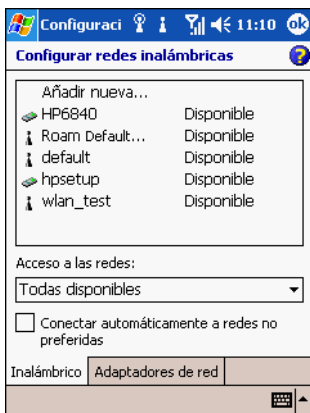 Configuraci 11:10 ok
Configurar redes inalámbricas ?
Añadir nueva...
HP6840 Disponible
Roam Default... Disponible
default Disponible
hpsetup Disponible
wlan_test Disponible
Acceso a las redes:
Todas disponibles
Conectar automáticamente a redes no
preferidas
Inalámbrico Adaptadores de red